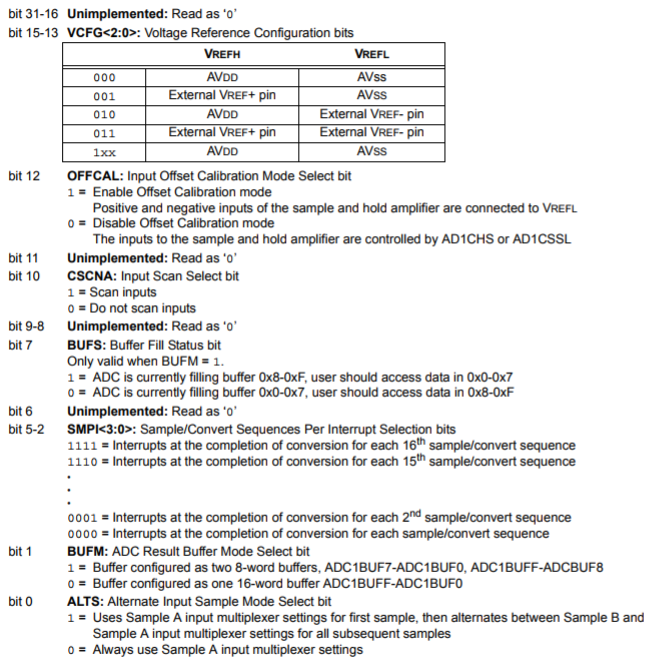 bit 31-16 Unimplemented: Read as '0'
bit 15-13 VCFG<2:0>: Voltage Reference Configuration bits
VREFH VREFL
000 AVDD AVSS
001 External VREF+ pin AVSS
010 AVDD External VREF- pin
011 External VREF+ pin External VREF- pin
1xx AVDD AVSS
bit 12 OFFCAL: Input Offset Calibration Mode Select bit
1 = Enable Offset Calibration mode
Positive and negative inputs of the sample and hold amplifier are connected to VREFL
0 = Disable Offset Calibration mode
The inputs to the sample and hold amplifier are controlled by AD1CHS or AD1CSSL
bit 11 Unimplemented: Read as '0'
bit 10 CSCNA: Input Scan Select bit
1 = Scan inputs
0 = Do not scan inputs
bit 9-8 Unimplemented: Read as '0'
bit 7 BUFS: Buffer Fill Status bit
Only valid when BUFM = 1.
1 = ADC is currently filling buffer 0x8-0xF, user should access data in 0x0-0x7
0 = ADC is currently filling buffer 0x0-0x7, user should access data in 0x8-0xF
bit 6 Unimplemented: Read as '0'
bit 5-2 SMPI<3:0>: Sample/Convert Sequences Per Interrupt Selection bits
1111 = Interrupts at the completion of conversion for each 16th sample/convert sequence
1110 = Interrupts at the completion of conversion for each 15th sample/convert sequence
•
•
•
0001 = Interrupts at the completion of conversion for each 2nd sample/convert sequence
0000 = Interrupts at the completion of conversion for each sample/convert sequence
bit 1 BUFM: ADC Result Buffer Mode Select bit
1 = Buffer configured as two 8-word buffers, ADC1BUF7-ADC1BUF0, ADC1BUFF-ADCBUF8
0 = Buffer configured as one 16-word buffer ADC1BUFF-ADC1BUF0
bit 0 ALTS: Alternate Input Sample Mode Select bit
1 = Uses Sample A input multiplexer settings for first sample, then alternates between Sample B and
Sample A input multiplexer settings for all subsequent samples
0 = Always use Sample A input multiplexer settings